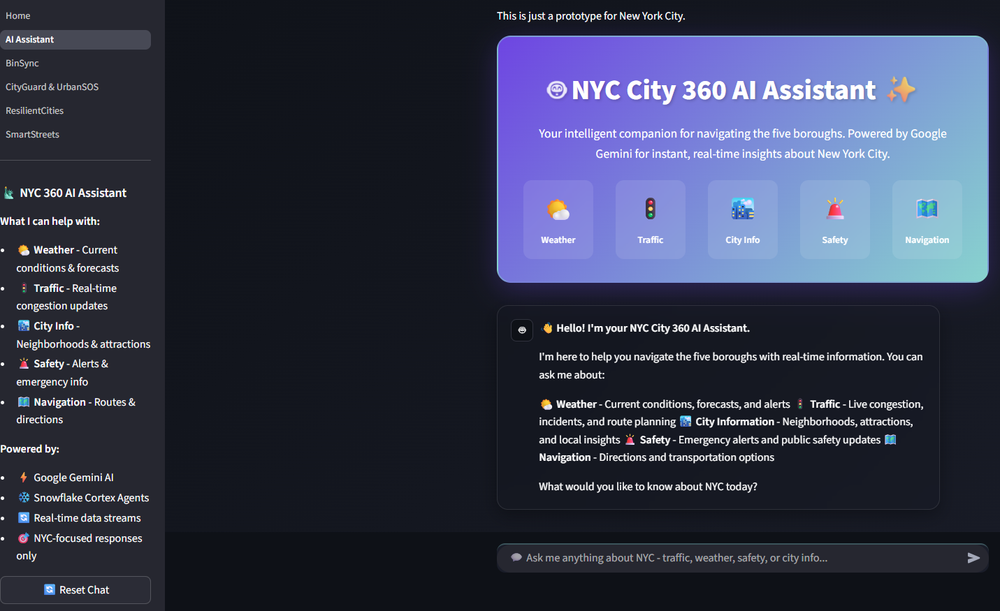 Home
AI Assistant
BinSync
CityGuard & UrbanSOS
ResilientCities
SmartStreets
NYC 360 AI Assistant
What I can help with:
Weather - Current
conditions & forecasts
Traffic - Real-time
congestion updates
City Info -
Neighborhoods & attractions
Safety - Alerts &
emergency info
Navigation - Routes &
directions
Powered by:
Google Gemini AI
Snowflake Cortex Agents
Real-time data streams
NYC-focused responses
only
Reset Chat
This is just a prototype for New York City.
NYC City 360 AI Assistant
Your intelligent companion for navigating the five boroughs. Powered by Google
Gemini for instant, real-time insights about New York City.
Weather
Traffic
City Info
Safety
Navigation
Hello! I'm your NYC City 360 AI Assistant.
I'm here to help you navigate the five boroughs with real-time information. You can
ask me about:
Weather - Current conditions, forecasts, and alerts Traffic - Live congestion,
incidents, and route planning City Information - Neighborhoods, attractions,
and local insights Safety - Emergency alerts and public safety updates
Navigation - Directions and transportation options
What would you like to know about NYC today?
Ask me anything about NYC - traffic, weather, safety, or city info...